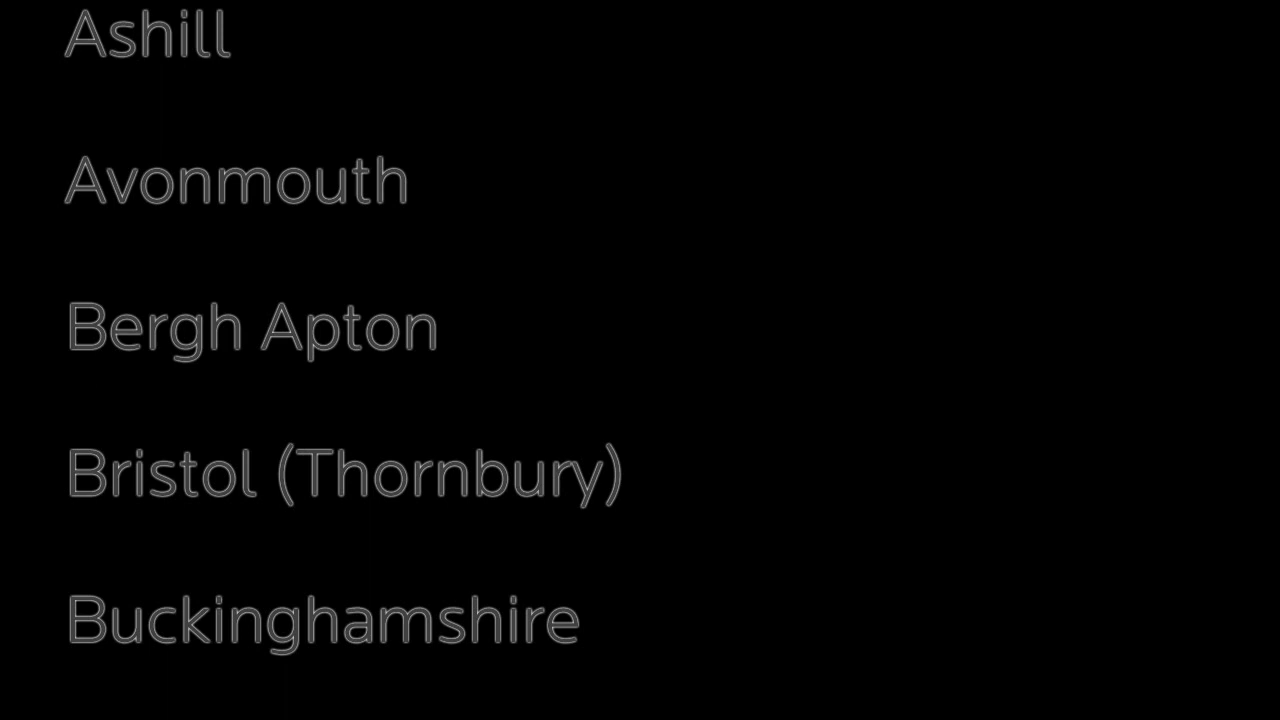 Ashill
Avonmouth
Bergh Apton
Bristol (Thornbury)
Buckinghamshire